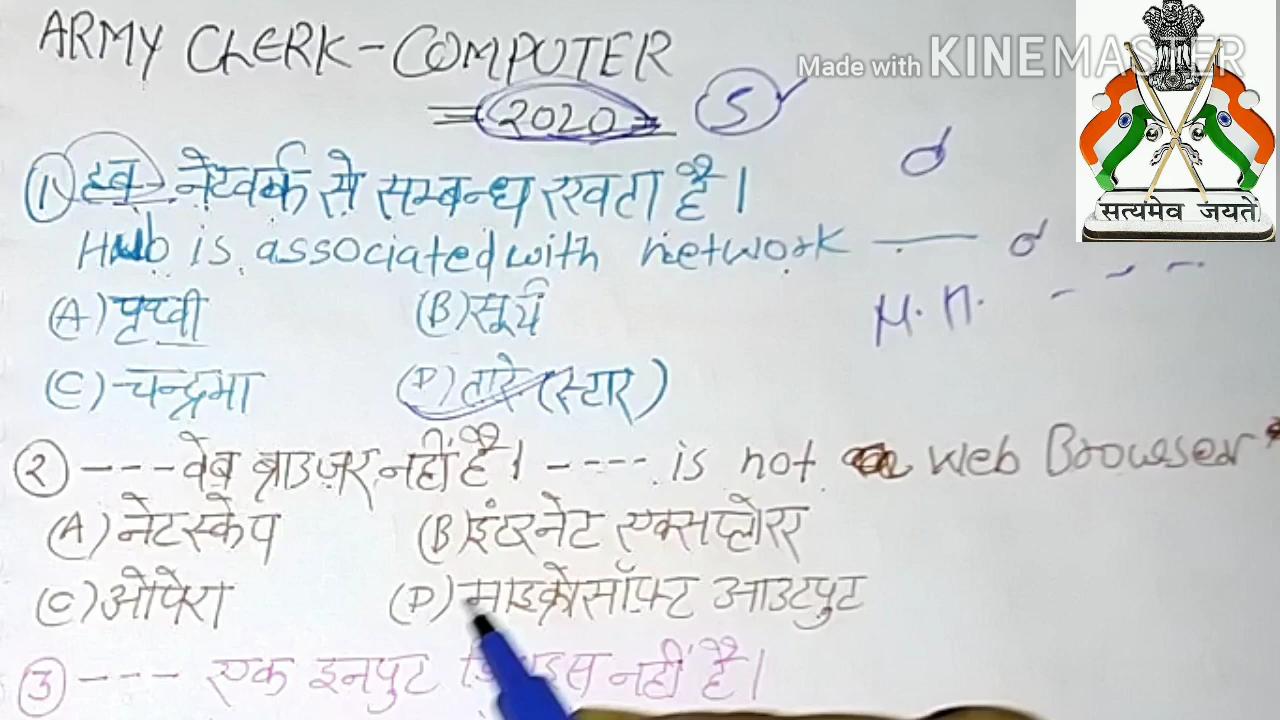 ARMY CLERK-COMPUTER
Made with KINEMASTER
2020 5
① हब नेटवर्क से सम्बन्ध रखता है।
Hub is associated with network
सत्यमेव जयते
(A) पृथ्वी (B) सूर्य
M.N.
(C) चन्द्रमा (D) तारे (स्टार)
② ---- वेब ब्राउज़र नहीं है। ---- is not Web Browser
(A) नेटस्केप (B) इंटरनेट एक्सप्लोरर
(C) ओपेरा (D) माइक्रोसॉफ्ट आउटपुट
③ ---- एक इनपुट नहीं है।